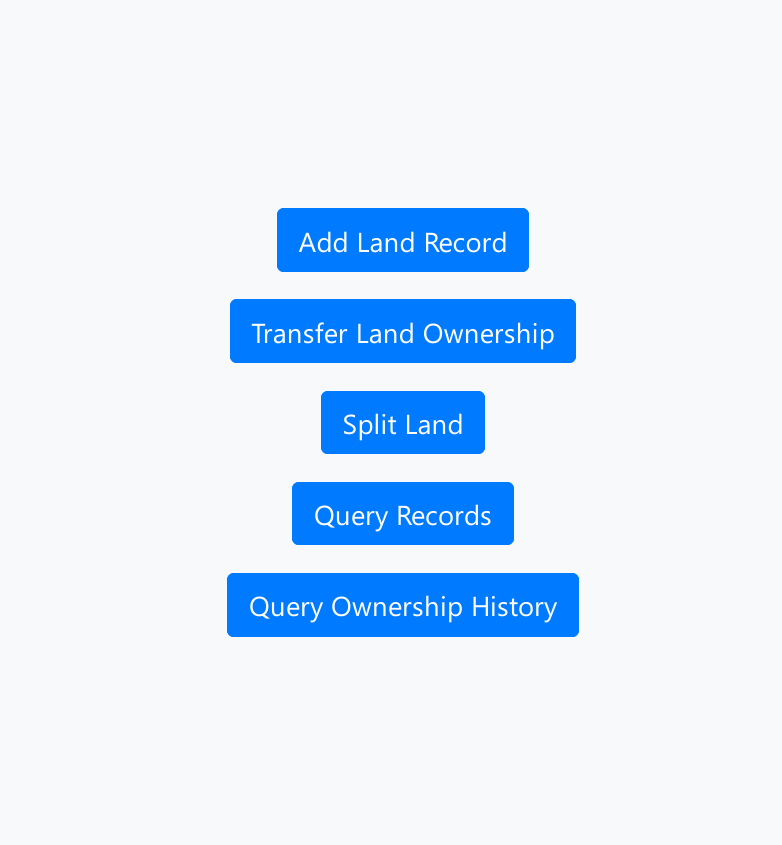 Add Land Record
Transfer Land Ownership
Split Land
Query Records
Query Ownership History